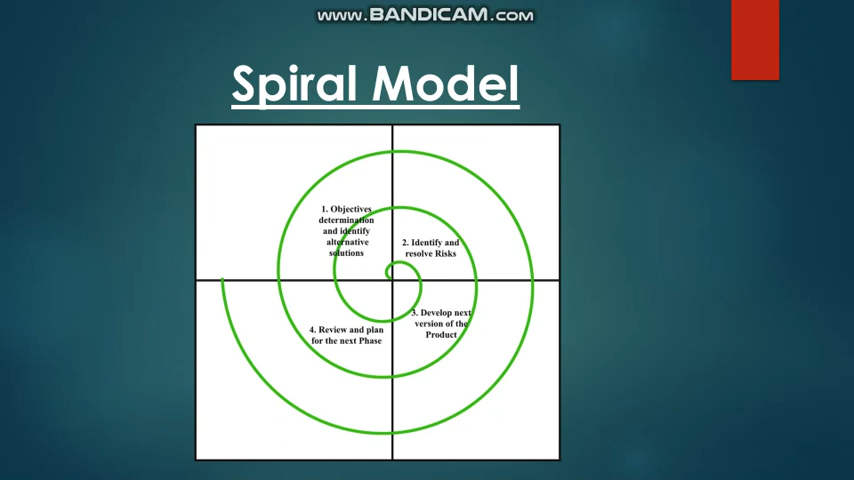 www.BANDICAM.com
Spiral Model
1. Objectives
determination
and identify
alternative
solutions
2. Identify and
resolve Risks
3. Develop next
version of the
Product
4. Review and plan
for the next Phase